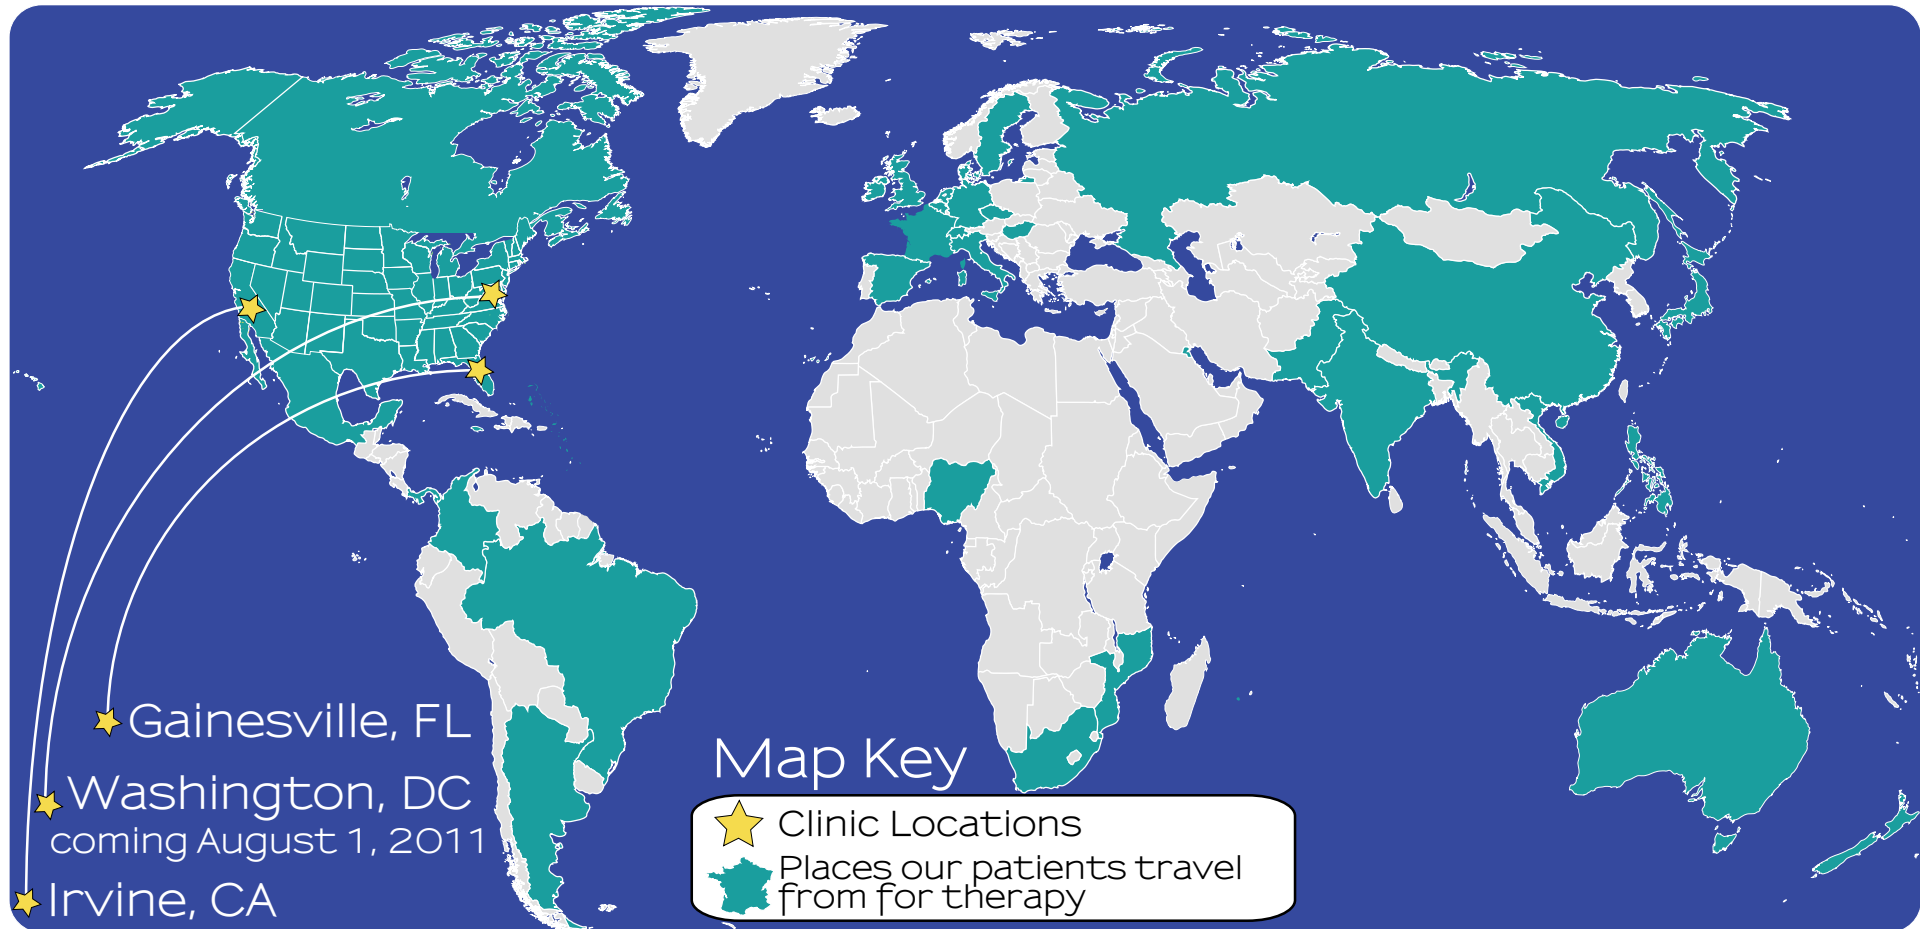 Gainesville, FL
Washington, DC
coming August 1, 2011
Irvine, CA
Map Key
Clinic Locations
Places our patients travel
from for therapy